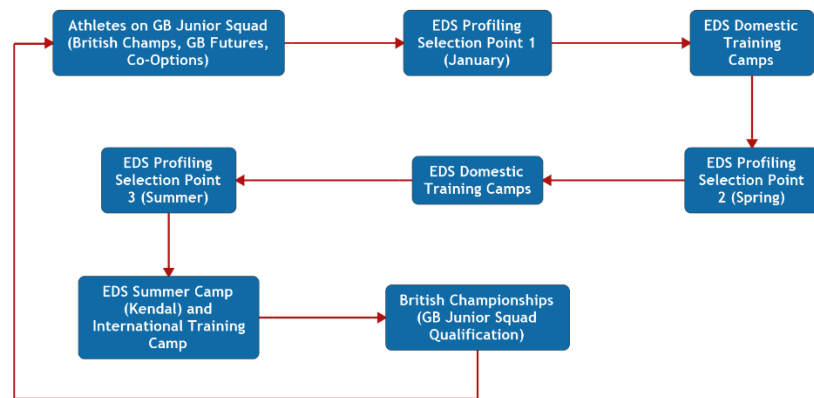 Athletes on GB Junior Squad
(British Champs, GB Futures,
Co-Options)
EDS Profiling
Selection Point 1
(January)
EDS Domestic
Training
Camps
EDS Profiling
Selection Point
2 (Spring)
EDS Domestic
Training Camps
EDS Profiling
Selection Point
3 (Summer)
EDS Summer Camp
(Kendal) and
International Training
Camp
British Championships
(GB Junior Squad
Qualification)